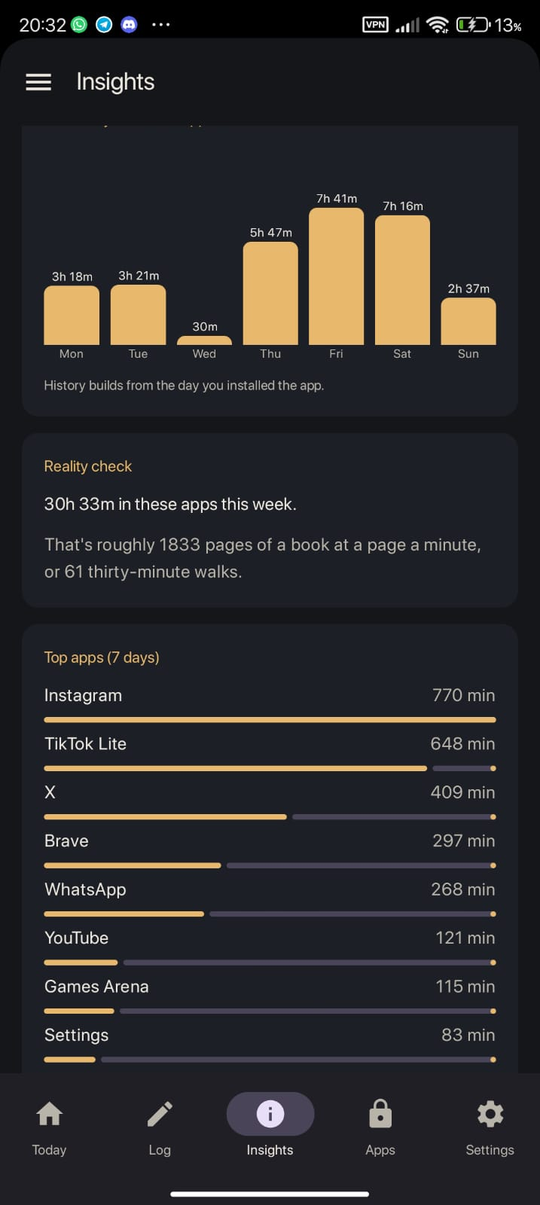 20:32 ... VPN 13%
Insights
7h 41m
7h 16m
5h 47m
3h 18m
3h 21m
2h 37m
30m
Mon Tue Wed Thu Fri Sat Sun
History builds from the day you installed the app.
Reality check
30h 33m in these apps this week.
That's roughly 1833 pages of a book at a page a minute,
or 61 thirty-minute walks.
Top apps (7 days)
Instagram 770 min
TikTok Lite 648 min
X 409 min
Brave 297 min
WhatsApp 268 min
YouTube 121 min
Games Arena 115 min
Settings 83 min
Today Log Insights Apps Settings